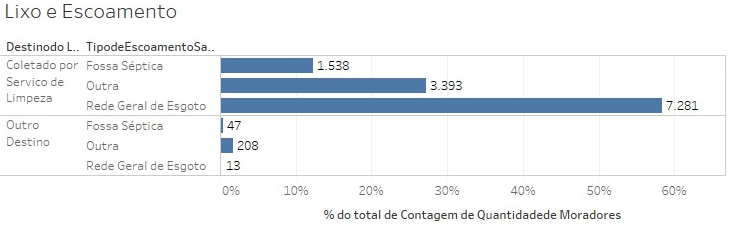 Lixo e Escoamento
Destinodo L.. TipodeEscoamentoSa..
Coletado por Servico de Limpeza
Fossa Séptica 1.538
Outra 3.393
Rede Geral de Esgoto 7.281
Outro Destino
Fossa Séptica 47
Outra 208
Rede Geral de Esgoto 13
0% 10% 20% 30% 40% 50% 60%
% do total de Contagem de Quantidadede Moradores